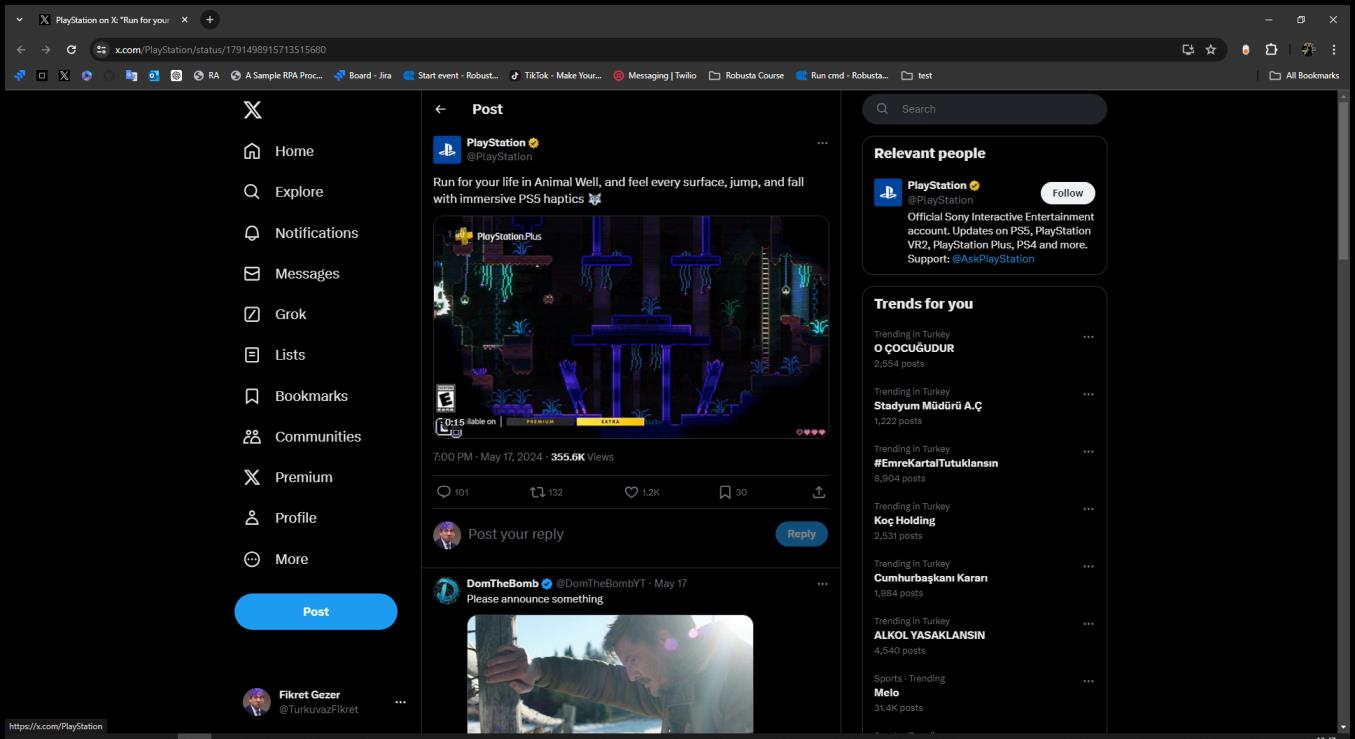 PlayStation on X: "Run for your
x.com/PlayStation/status/1791498915713515680
RA
A Sample RPA Proc...
Board - Jira
Start event - Robust...
TikTok - Make Your...
Messaging | Twilio
Robusta Course
Run cmd - Robusta...
test
All Bookmarks
Home
Explore
Notifications
Messages
Grok
Lists
Bookmarks
Communities
Premium
Profile
More
Post
Fikret Gezer
@TurkuvazFikret
https://x.com/PlayStation
Post
PlayStation
@PlayStation
Run for your life in Animal Well, and feel every surface, jump, and fall
with immersive PS5 haptics
PlayStation.Plus
EVERYONE
E
0:15
ilable on
PREMIUM
EXTRA
7:00 PM · May 17, 2024 · 355.6K Views
101
132
1.2K
30
Post your reply
Reply
DomTheBomb @DomTheBombYT · May 17
Please announce something
Search
Relevant people
PlayStation
@PlayStation
Follow
Official Sony Interactive Entertainment
account. Updates on PS5, PlayStation
VR2, PlayStation Plus, PS4 and more.
Support: @AskPlayStation
Trends for you
Trending in Turkey
O ÇOCUĞUDUR
2,554 posts
Trending in Turkey
Stadyum Müdürü A.Ç
1,222 posts
Trending in Turkey
#EmreKartalTutuklansın
8,904 posts
Trending in Turkey
Koç Holding
2,531 posts
Trending in Turkey
Cumhurbaşkanı Kararı
1,984 posts
Trending in Turkey
ALKOL YASAKLANSIN
4,540 posts
Sports · Trending
Melo
31.4K posts